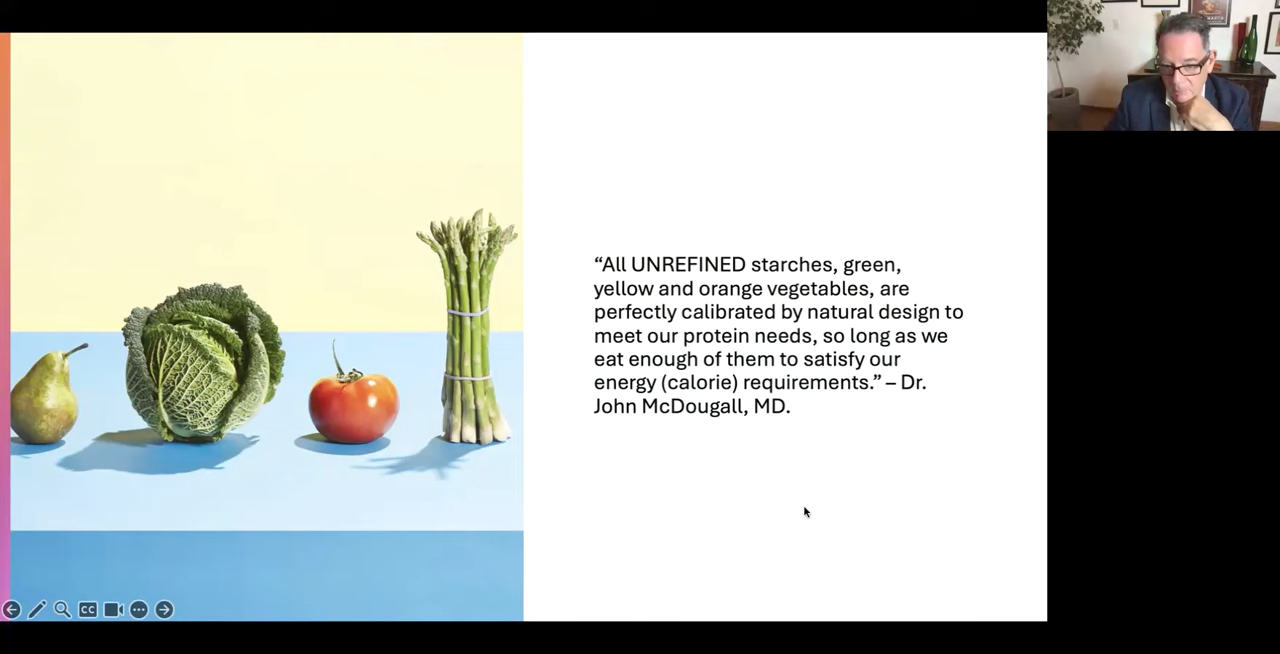 “All UNREFINED starches, green,
yellow and orange vegetables, are
perfectly calibrated by natural design to
meet our protein needs, so long as we
eat enough of them to satisfy our
energy (calorie) requirements.” – Dr.
John McDougall, MD.
CC